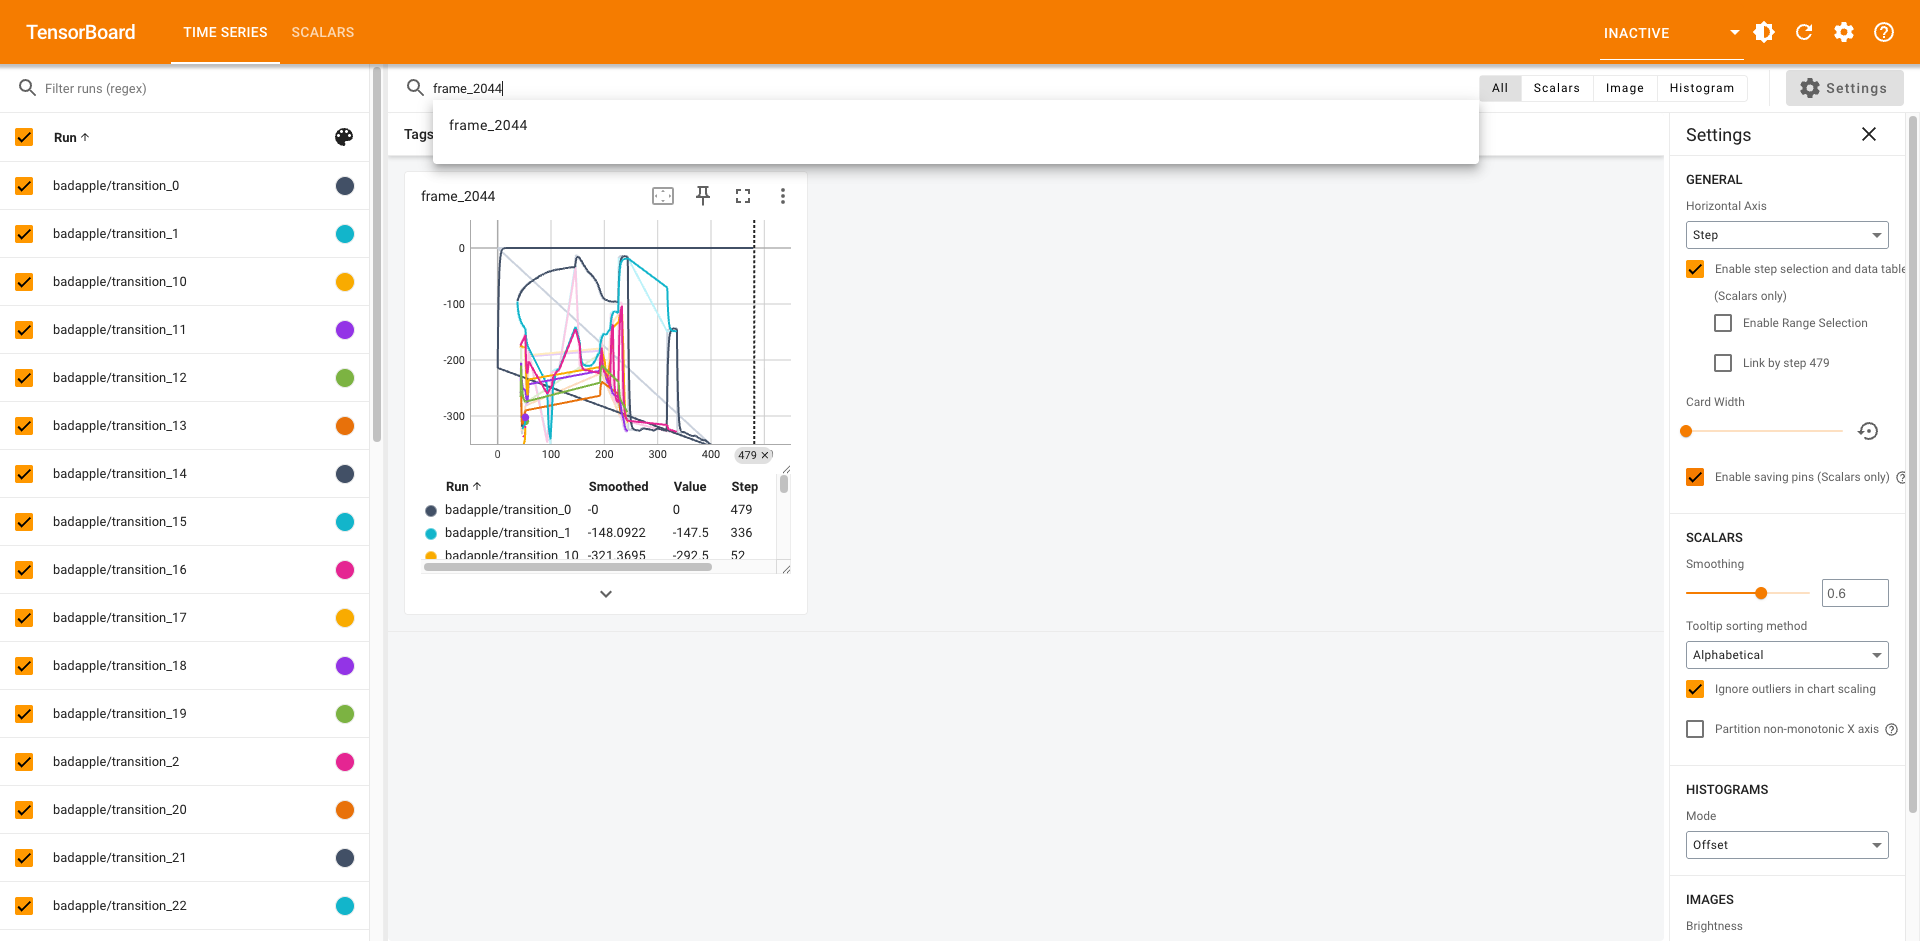 TensorBoard
TIME SERIES
SCALARS
INACTIVE
Filter runs (regex)
frame_2044
All
Scalars
Image
Histogram
Settings
frame_2044
Run
Tags
Settings
badapple/transition_0
badapple/transition_1
badapple/transition_10
badapple/transition_11
badapple/transition_12
badapple/transition_13
badapple/transition_14
badapple/transition_15
badapple/transition_16
badapple/transition_17
badapple/transition_18
badapple/transition_19
badapple/transition_2
badapple/transition_20
badapple/transition_21
badapple/transition_22
frame_2044
0
-100
-200
-300
0 100 200 300 400 479
Run Smoothed Value Step
badapple/transition_0 -0 0 479
badapple/transition_1 -148.0922 -147.5 336
badapple/transition_10 -321.3695 -292.5 52
GENERAL
Horizontal Axis
Step
Enable step selection and data table
(Scalars only)
Enable Range Selection
Link by step 479
Card Width
Enable saving pins (Scalars only)
SCALARS
Smoothing
0.6
Tooltip sorting method
Alphabetical
Ignore outliers in chart scaling
Partition non-monotonic X axis
HISTOGRAMS
Mode
Offset
IMAGES
Brightness